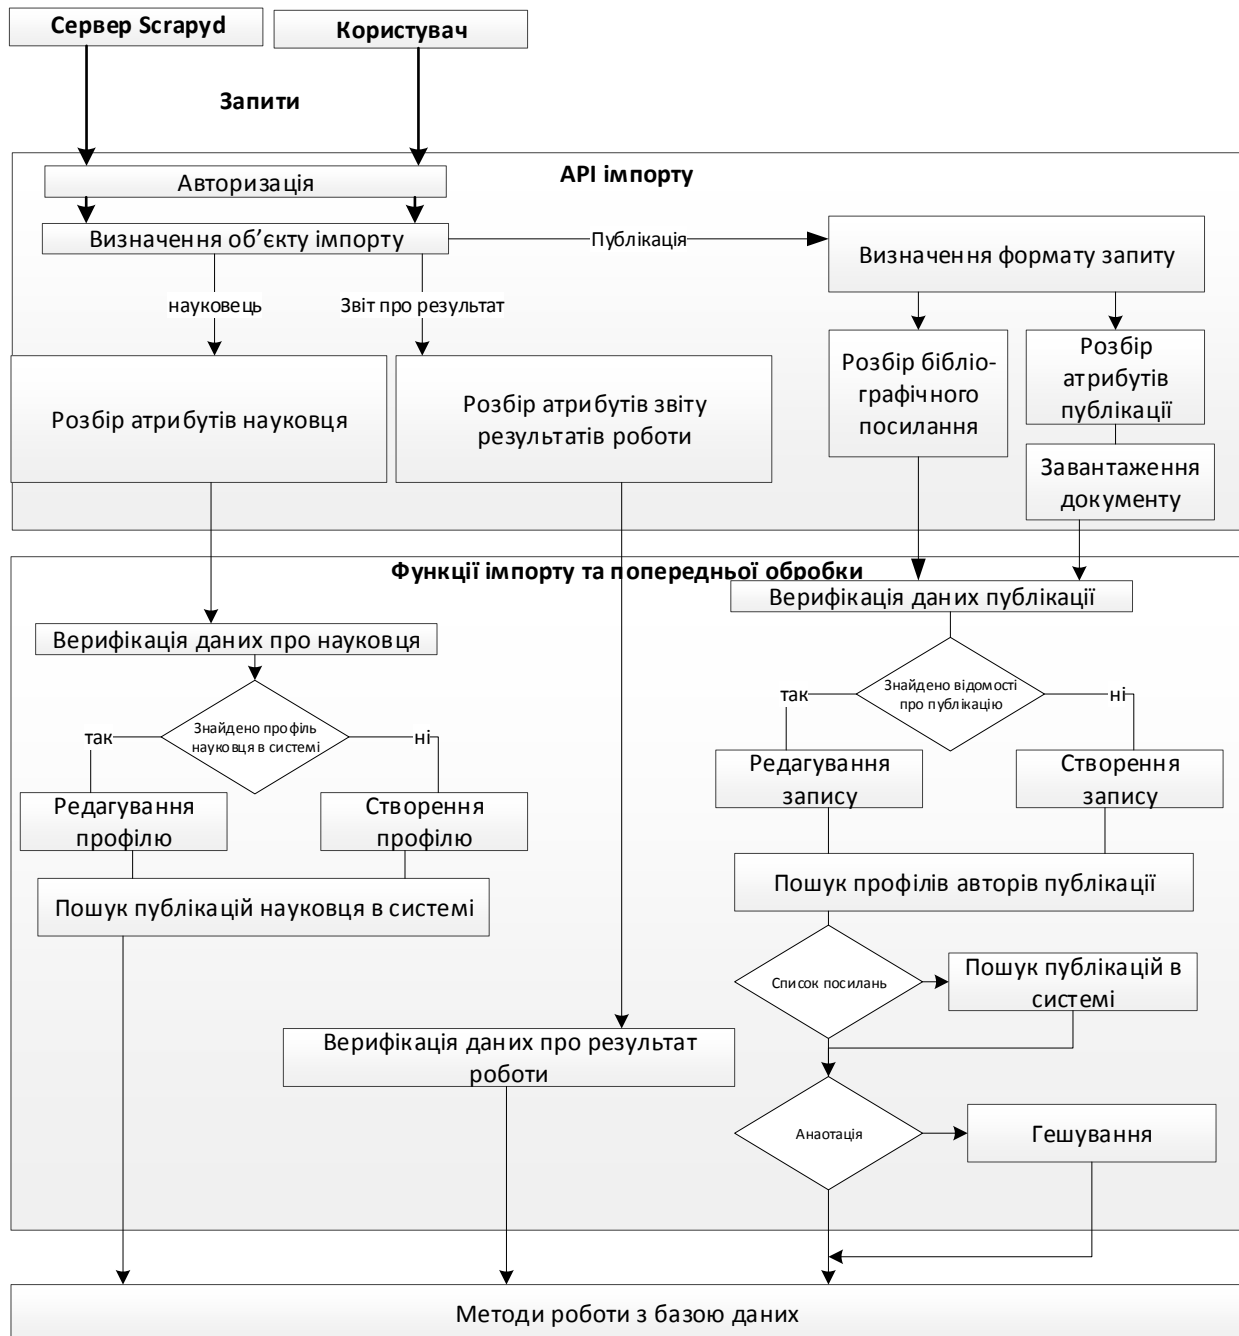 Сервер Scrapyd
Користувач
Запити
API імпорту
Авторизація
Визначення об’єкту імпорту
Публікація
Визначення формату запиту
науковець
Звіт про результат
Розбір атрибутів науковця
Розбір атрибутів звіту
результатів роботи
Розбір бібліо-
графічного
посилання
Розбір
атрибутів
публікації
Завантаження
документу
Функції імпорту та попередньої обробки
Верифікація даних публікації
Верифікація даних про науковця
Знайдено відомості
про публікацію
так
ні
Знайдено профіль
науковця в системі
так
ні
Редагування
запису
Створення
запису
Редагування
профілю
Створення
профілю
Пошук профілів авторів публікації
Пошук публікацій науковця в системі
Список посилань
Пошук публікацій в
системі
Верифікація даних про результат
роботи
Анаотація
Гешування
Методи роботи з базою даних